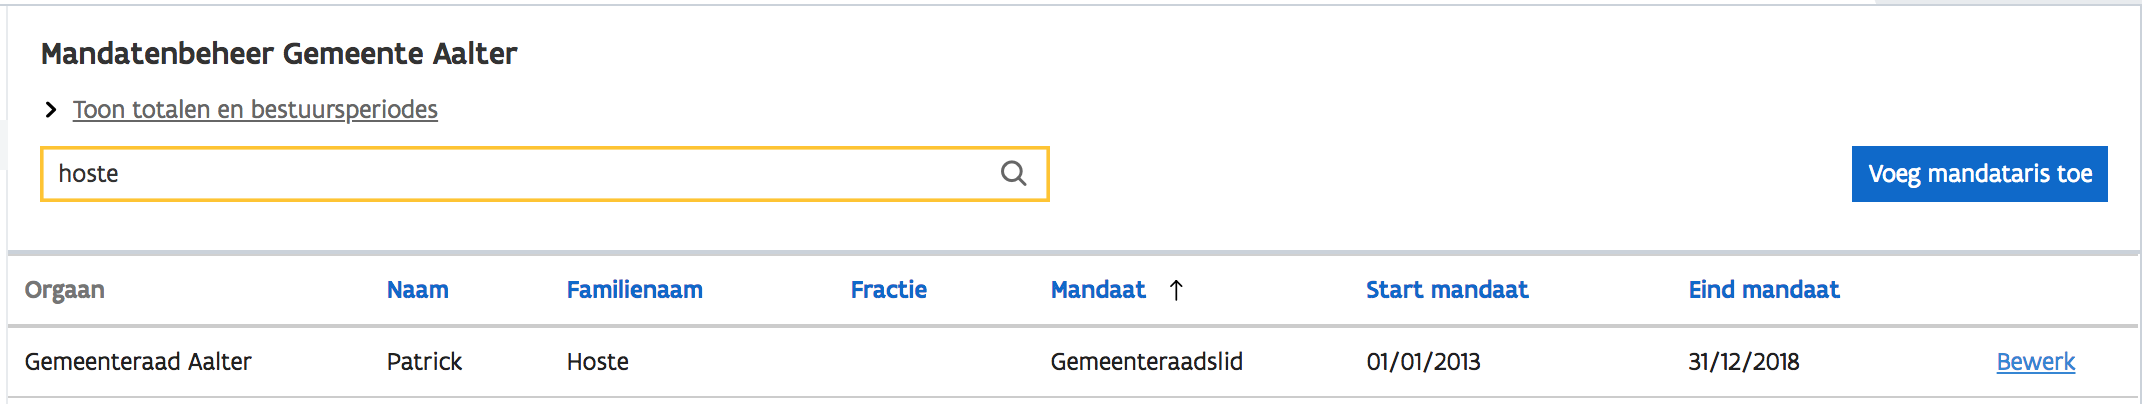 Mandatenbeheer Gemeente Aalter
Toon totalen en bestuursperiodes
hoste
Voeg mandataris toe
Orgaan Naam Familienaam Fractie Mandaat ↑ Start mandaat Eind mandaat
Gemeenteraad Aalter Patrick Hoste Gemeenteraadslid 01/01/2013 31/12/2018 Bewerk